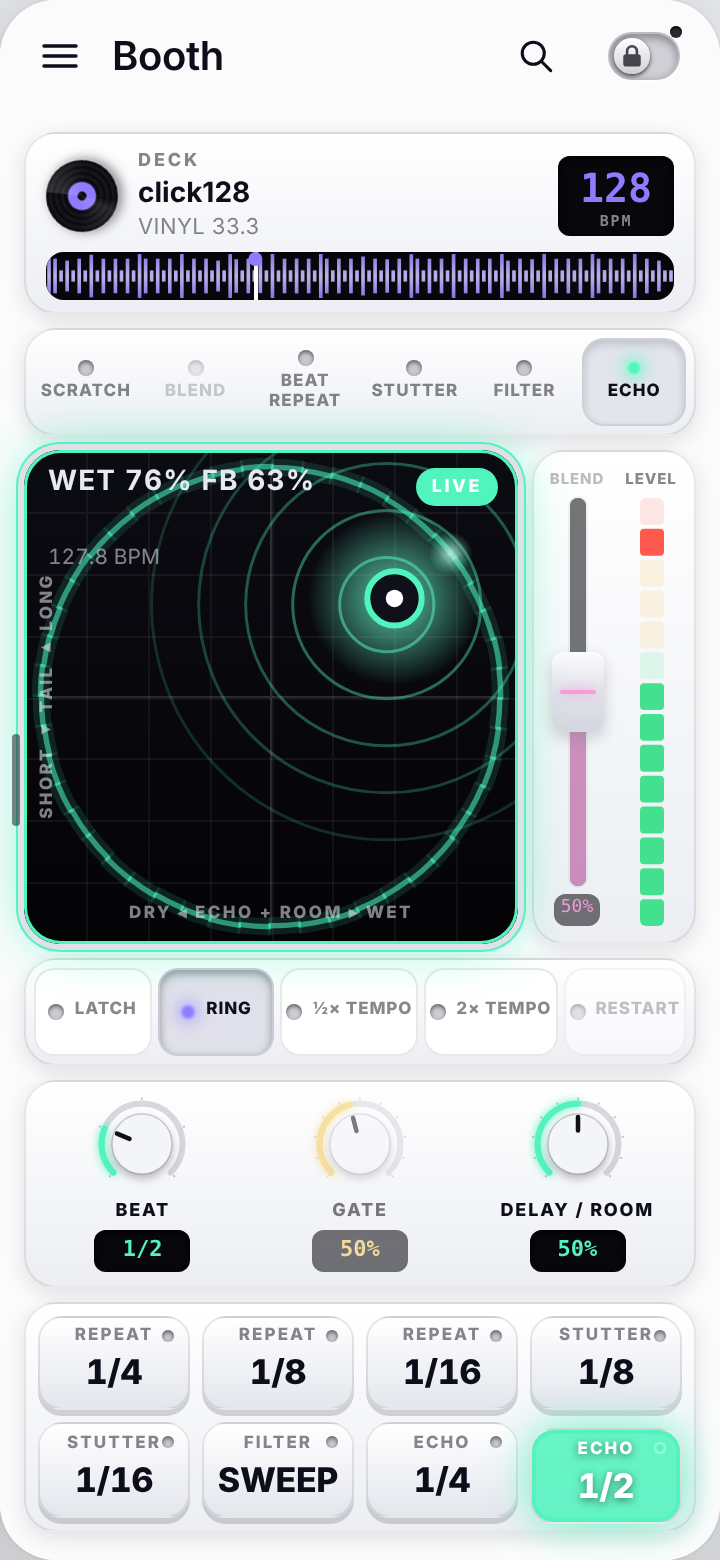 Booth
DECK
click128
VINYL 33.3
128
BPM
SCRATCH
BLEND
BEAT
REPEAT
STUTTER
FILTER
ECHO
WET 76% FB 63%
LIVE
127.8 BPM
SHORT ◀ TAIL ▶ LONG
DRY ◀ ECHO + ROOM ▶ WET
BLEND
LEVEL
50%
LATCH
RING
½× TEMPO
2× TEMPO
RESTART
BEAT
GATE
DELAY / ROOM
1/2
50%
50%
REPEAT
1/4
REPEAT
1/8
REPEAT
1/16
STUTTER
1/8
STUTTER
1/16
FILTER
SWEEP
ECHO
1/4
ECHO
1/2